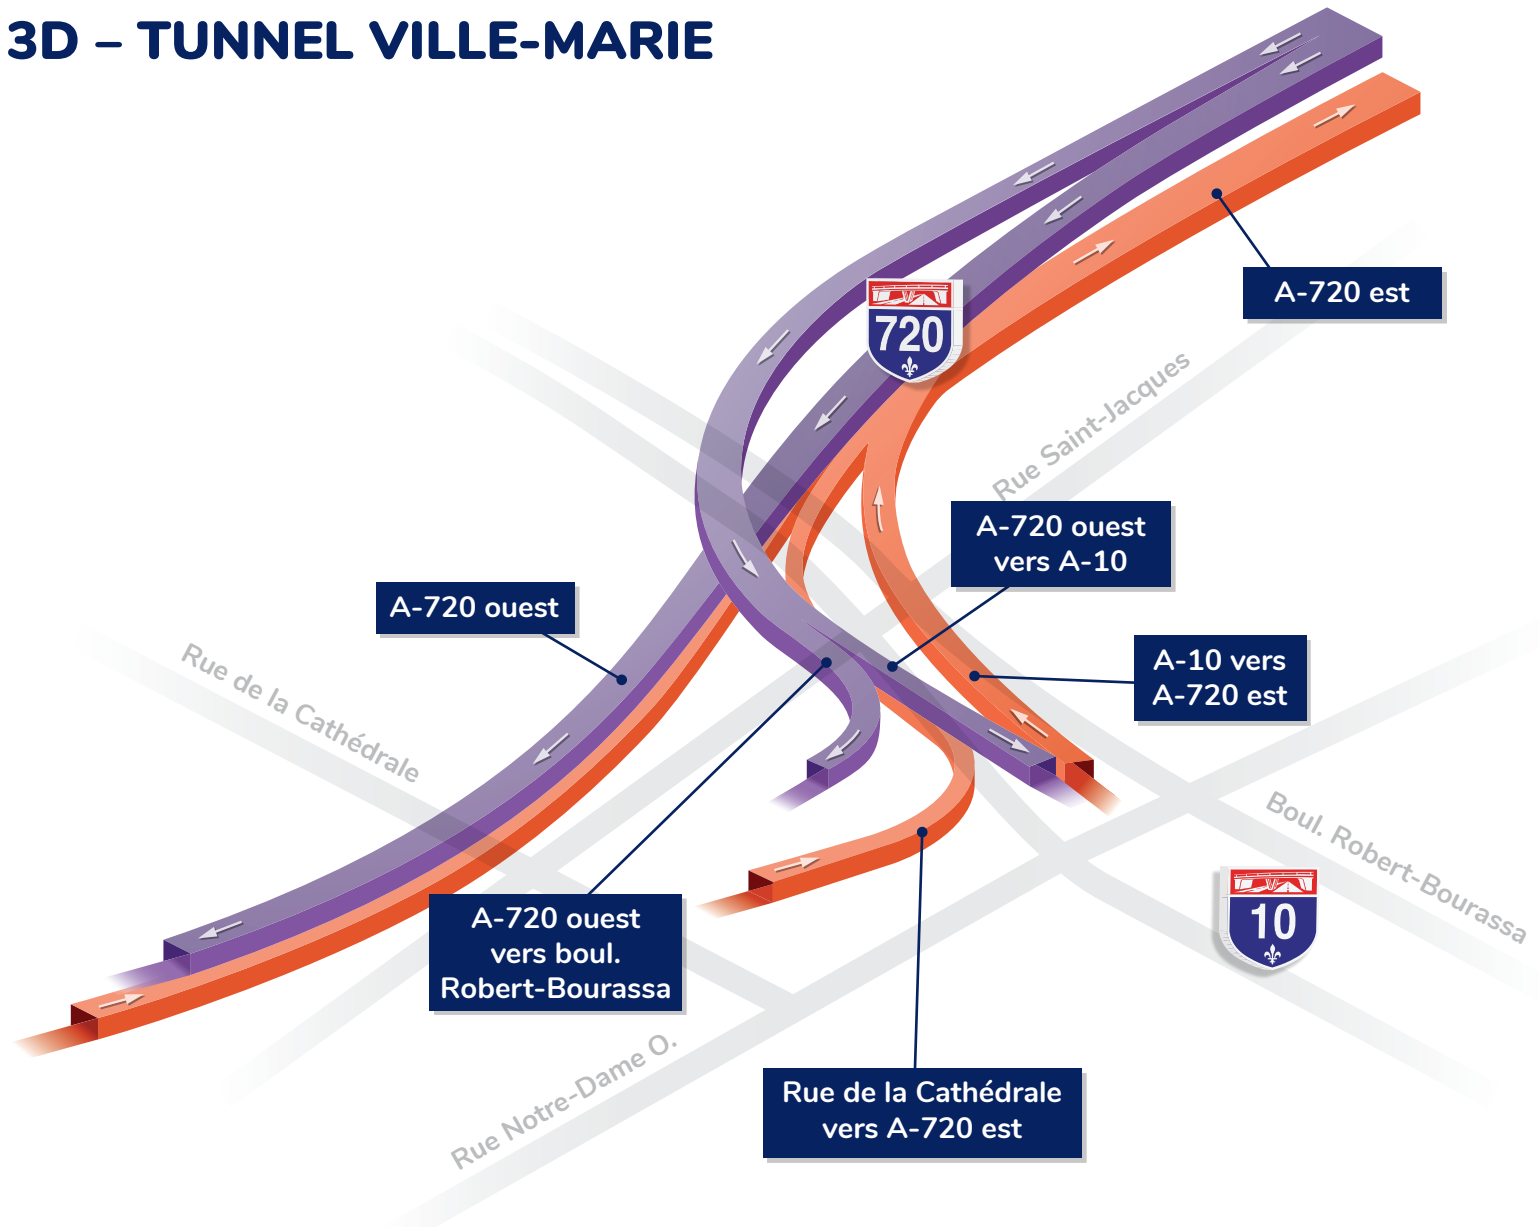 3D – TUNNEL VILLE-MARIE
A-720 est
720
Rue Saint-Jacques
A-720 ouest
vers A-10
A-720 ouest
A-10 vers
A-720 est
Rue de la Cathédrale
Boul. Robert-Bourassa
10
A-720 ouest
vers boul.
Robert-Bourassa
Rue Notre-Dame O.
Rue de la Cathédrale
vers A-720 est